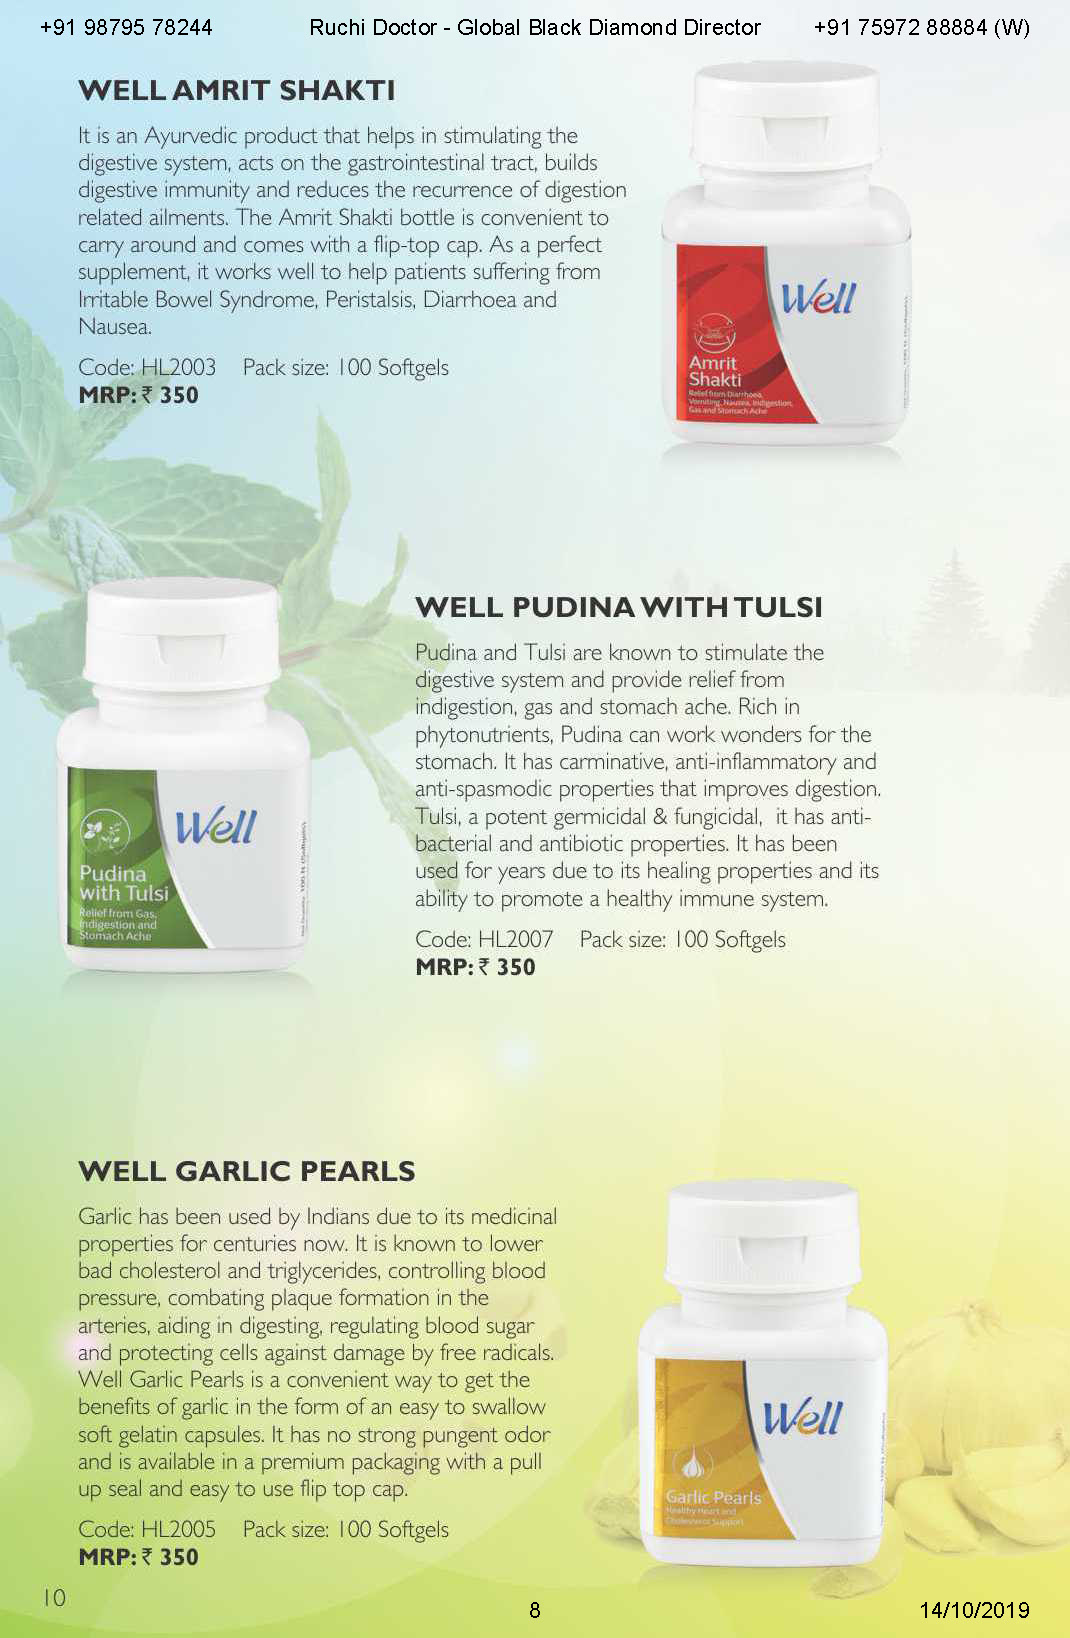 +91 98795 78244 Ruchi Doctor - Global Black Diamond Director +91 75972 88884 (W)
WELL AMRIT SHAKTI
It is an Ayurvedic product that helps in stimulating the
digestive system, acts on the gastrointestinal tract, builds
digestive immunity and reduces the recurrence of digestion
related ailments. The Amrit Shakti bottle is convenient to
carry around and comes with a flip-top cap. As a perfect
supplement, it works well to help patients suffering from
Irritable Bowel Syndrome, Peristalsis, Diarrhoea and
Nausea.
Code: HL2003 Pack size: 100 Softgels
MRP: ₹ 350
Well
Amrit
Shakti
Relief from Diarrhoea,
Vomiting, Nausea, Indigestion,
Gas and Stomach Ache
WELL PUDINA WITH TULSI
Pudina and Tulsi are known to stimulate the
digestive system and provide relief from
indigestion, gas and stomach ache. Rich in
phytonutrients, Pudina can work wonders for the
stomach. It has carminative, anti-inflammatory and
anti-spasmodic properties that improves digestion.
Tulsi, a potent germicidal & fungicidal, it has anti-
bacterial and antibiotic properties. It has been
used for years due to its healing properties and its
ability to promote a healthy immune system.
Code: HL2007 Pack size: 100 Softgels
MRP: ₹ 350
Well
Pudina
with Tulsi
Relief from Gas,
Indigestion and
Stomach Ache
WELL GARLIC PEARLS
Garlic has been used by Indians due to its medicinal
properties for centuries now. It is known to lower
bad cholesterol and triglycerides, controlling blood
pressure, combating plaque formation in the
arteries, aiding in digesting, regulating blood sugar
and protecting cells against damage by free radicals.
Well Garlic Pearls is a convenient way to get the
benefits of garlic in the form of an easy to swallow
soft gelatin capsules. It has no strong pungent odor
and is available in a premium packaging with a pull
up seal and easy to use flip top cap.
Code: HL2005 Pack size: 100 Softgels
MRP: ₹ 350
Well
Garlic Pearls
Healthy Heart and
Cholesterol Support
10
8
14/10/2019